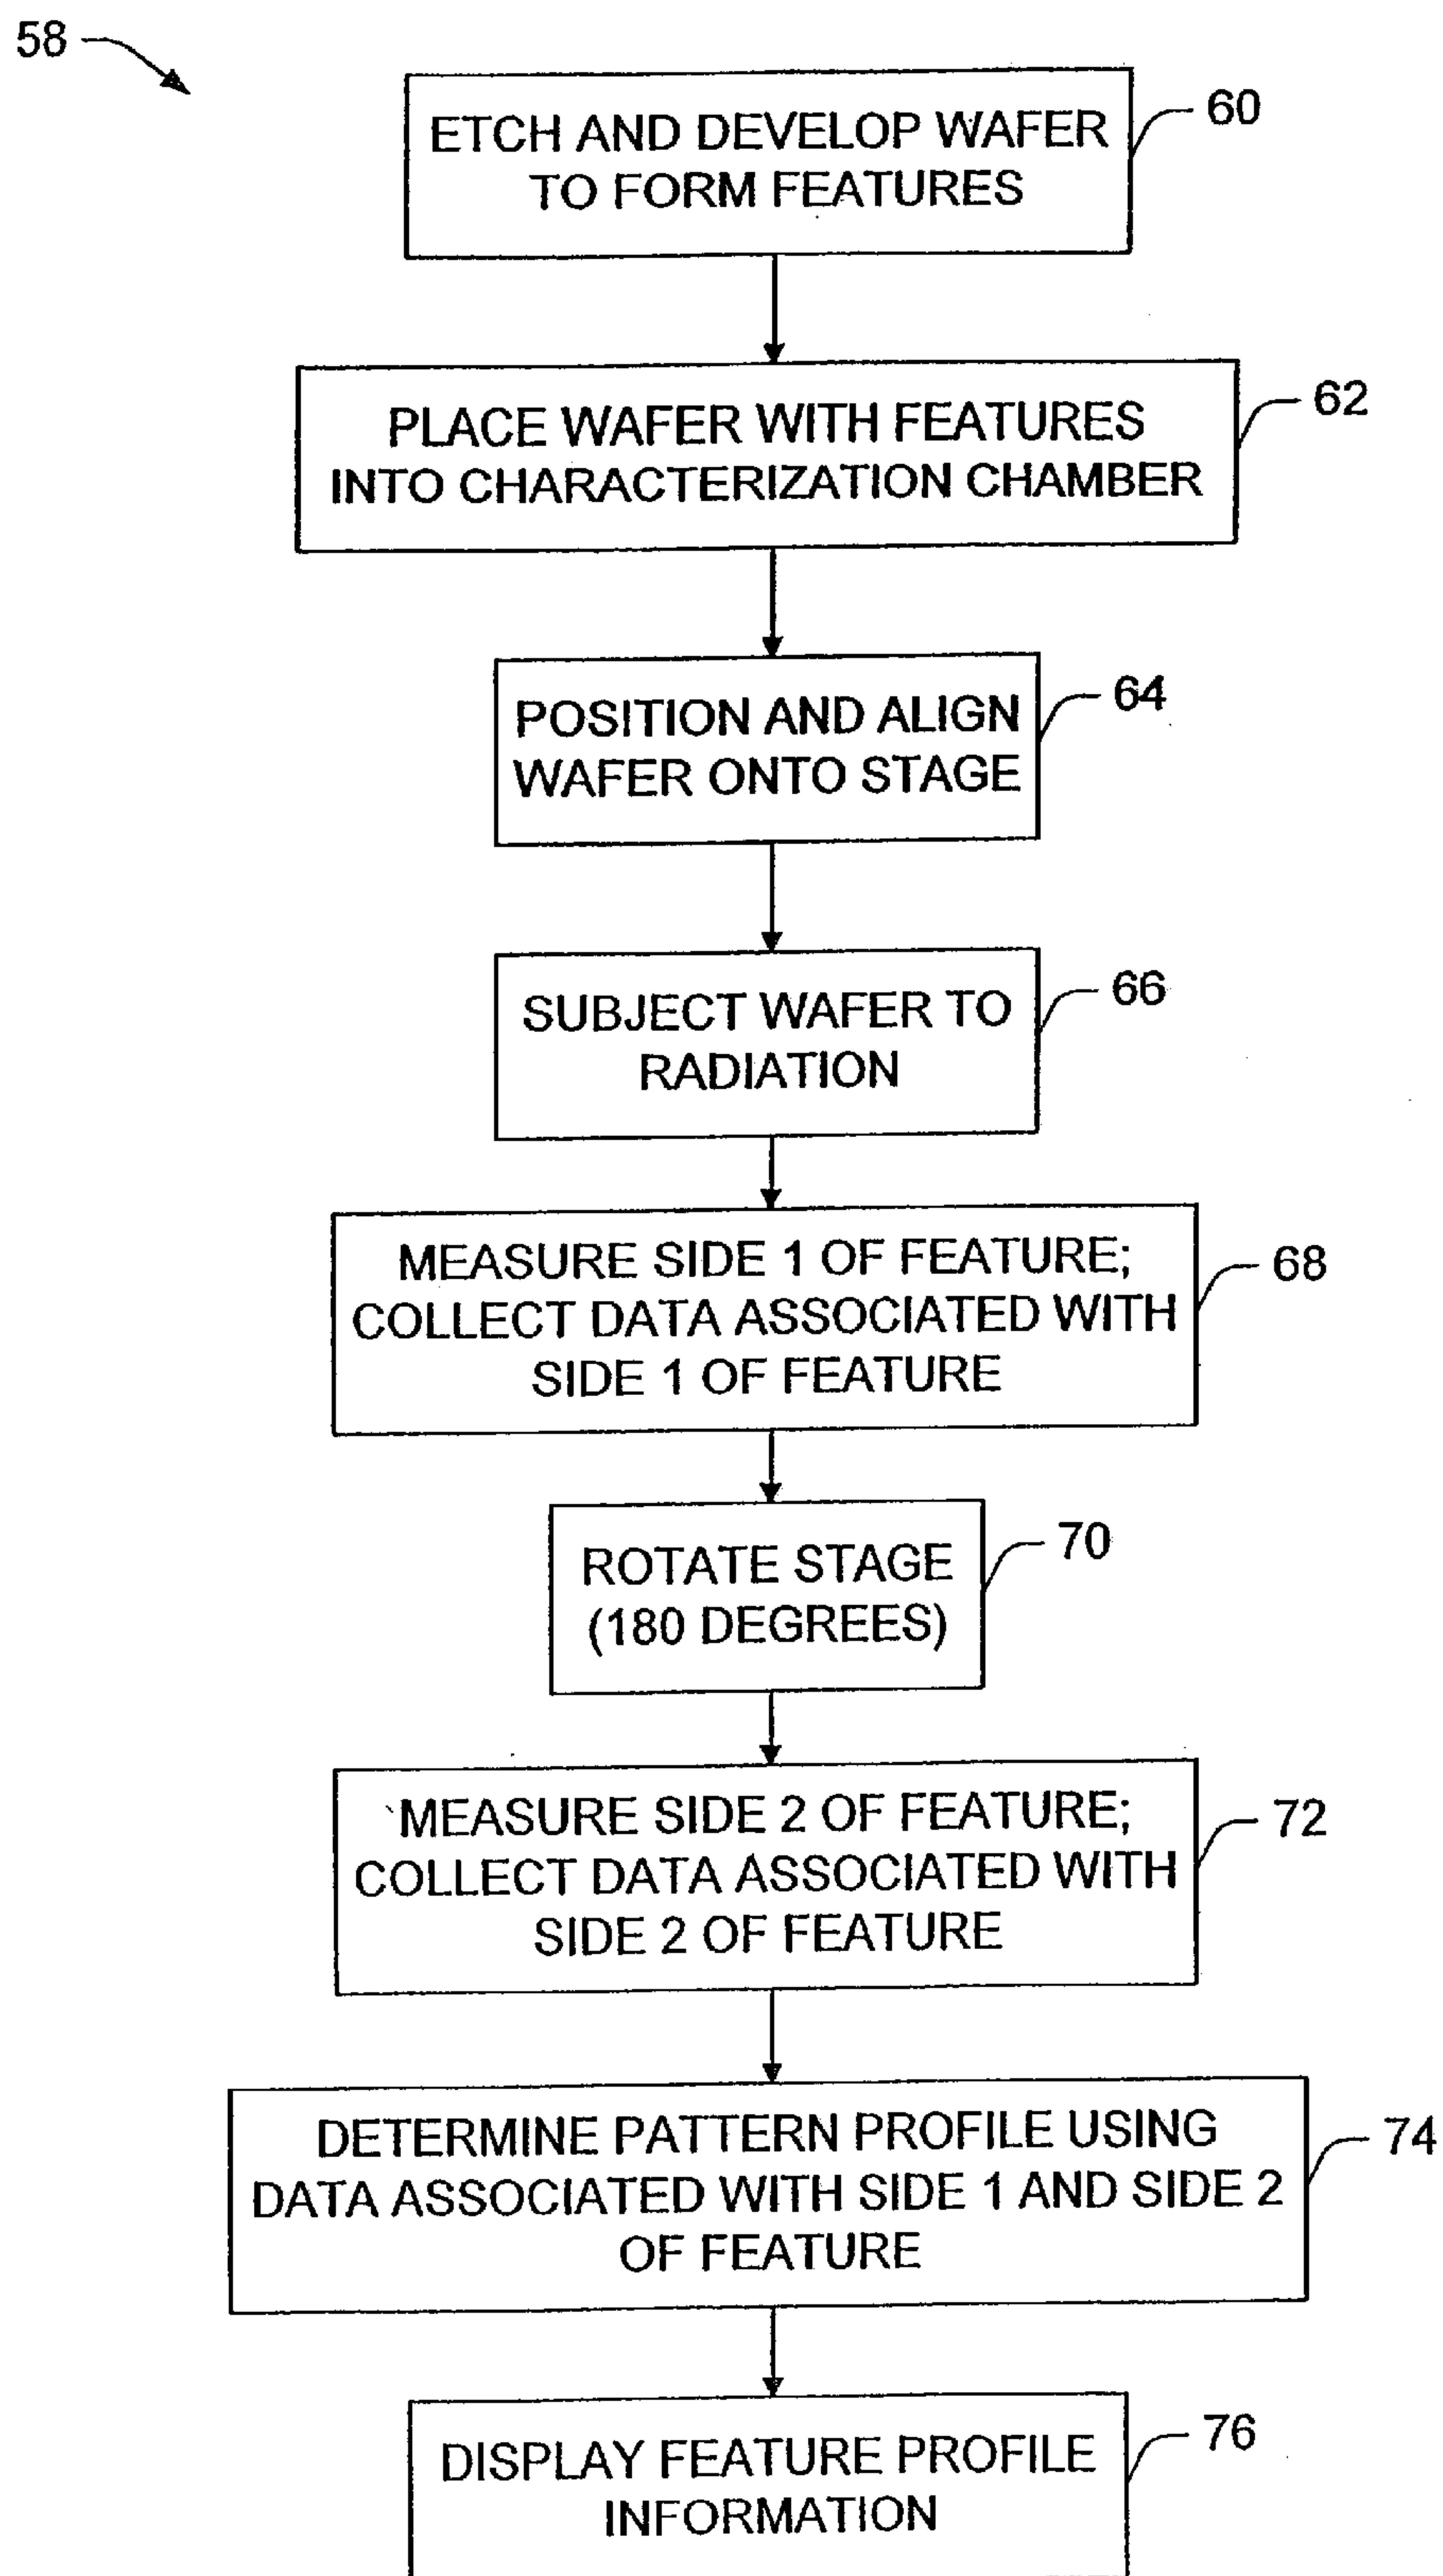 58
ETCH AND DEVELOP WAFER
TO FORM FEATURES
60
PLACE WAFER WITH FEATURES
INTO CHARACTERIZATION CHAMBER
62
POSITION AND ALIGN
WAFER ONTO STAGE
64
SUBJECT WAFER TO
RADIATION
66
MEASURE SIDE 1 OF FEATURE;
COLLECT DATA ASSOCIATED WITH
SIDE 1 OF FEATURE
68
ROTATE STAGE
(180 DEGREES)
70
MEASURE SIDE 2 OF FEATURE;
COLLECT DATA ASSOCIATED WITH
SIDE 2 OF FEATURE
72
DETERMINE PATTERN PROFILE USING
DATA ASSOCIATED WITH SIDE 1 AND SIDE 2
OF FEATURE
74
DISPLAY FEATURE PROFILE
INFORMATION
76